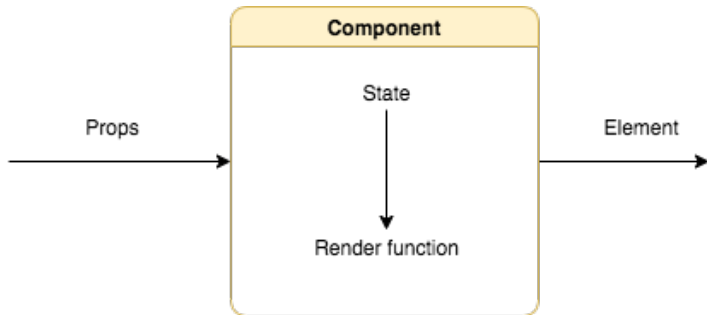 Component
State
Props
Element
Render function